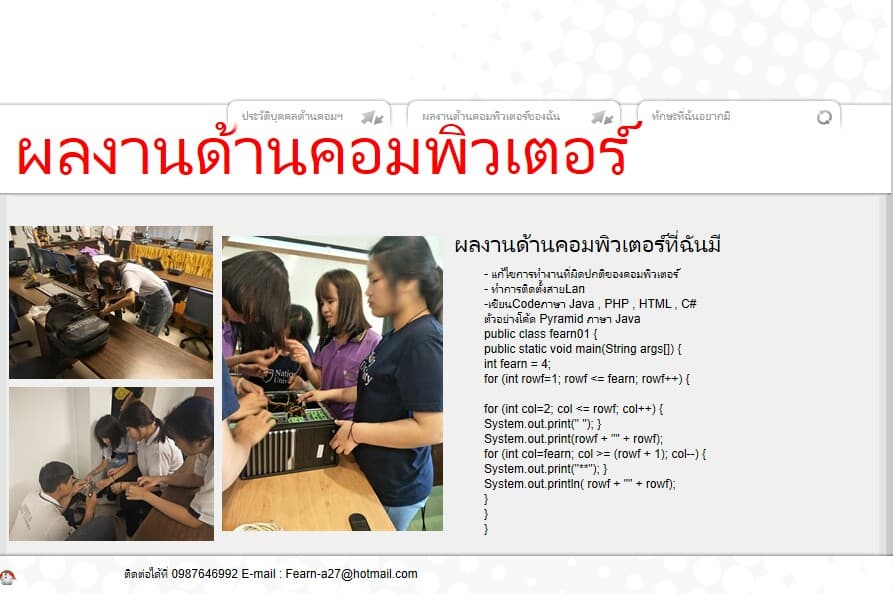 ประวัติบุคคลด้านคอมฯ
ผลงานด้านคอมพิวเตอร์ของฉัน
ทักษะที่ฉันอยากมี
ผลงานด้านคอมพิวเตอร์
ผลงานด้านคอมพิวเตอร์ที่ฉันมี
- แก้ไขการทำงานที่ผิดปกติของคอมพิวเตอร์
- ทำการติดตั้งสายLan
-เขียนCodeภาษา Java , PHP , HTML , C#
ตัวอย่างโค้ด Pyramid ภาษา Java
public class fearn01 {
public static void main(String args[]) {
int fearn = 4;
for (int rowf=1; rowf <= fearn; rowf++) {
for (int col=2; col <= rowf; col++) {
System.out.print(" "); }
System.out.print(rowf + "" + rowf);
for (int col=fearn; col >= (rowf + 1); col--) {
System.out.print("**"); }
System.out.println( rowf + "" + rowf);
}
}
}
ติดต่อได้ที่ 0987646992 E-mail : Fearn-a27@hotmail.com